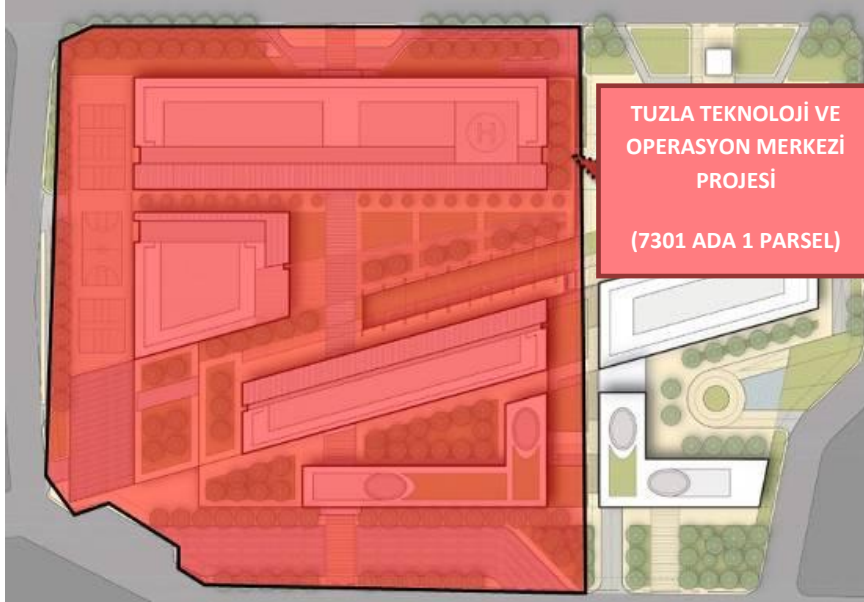 TUZLA TEKNOLOJİ VE
OPERASYON MERKEZİ
PROJESİ
(7301 ADA 1 PARSEL)
H